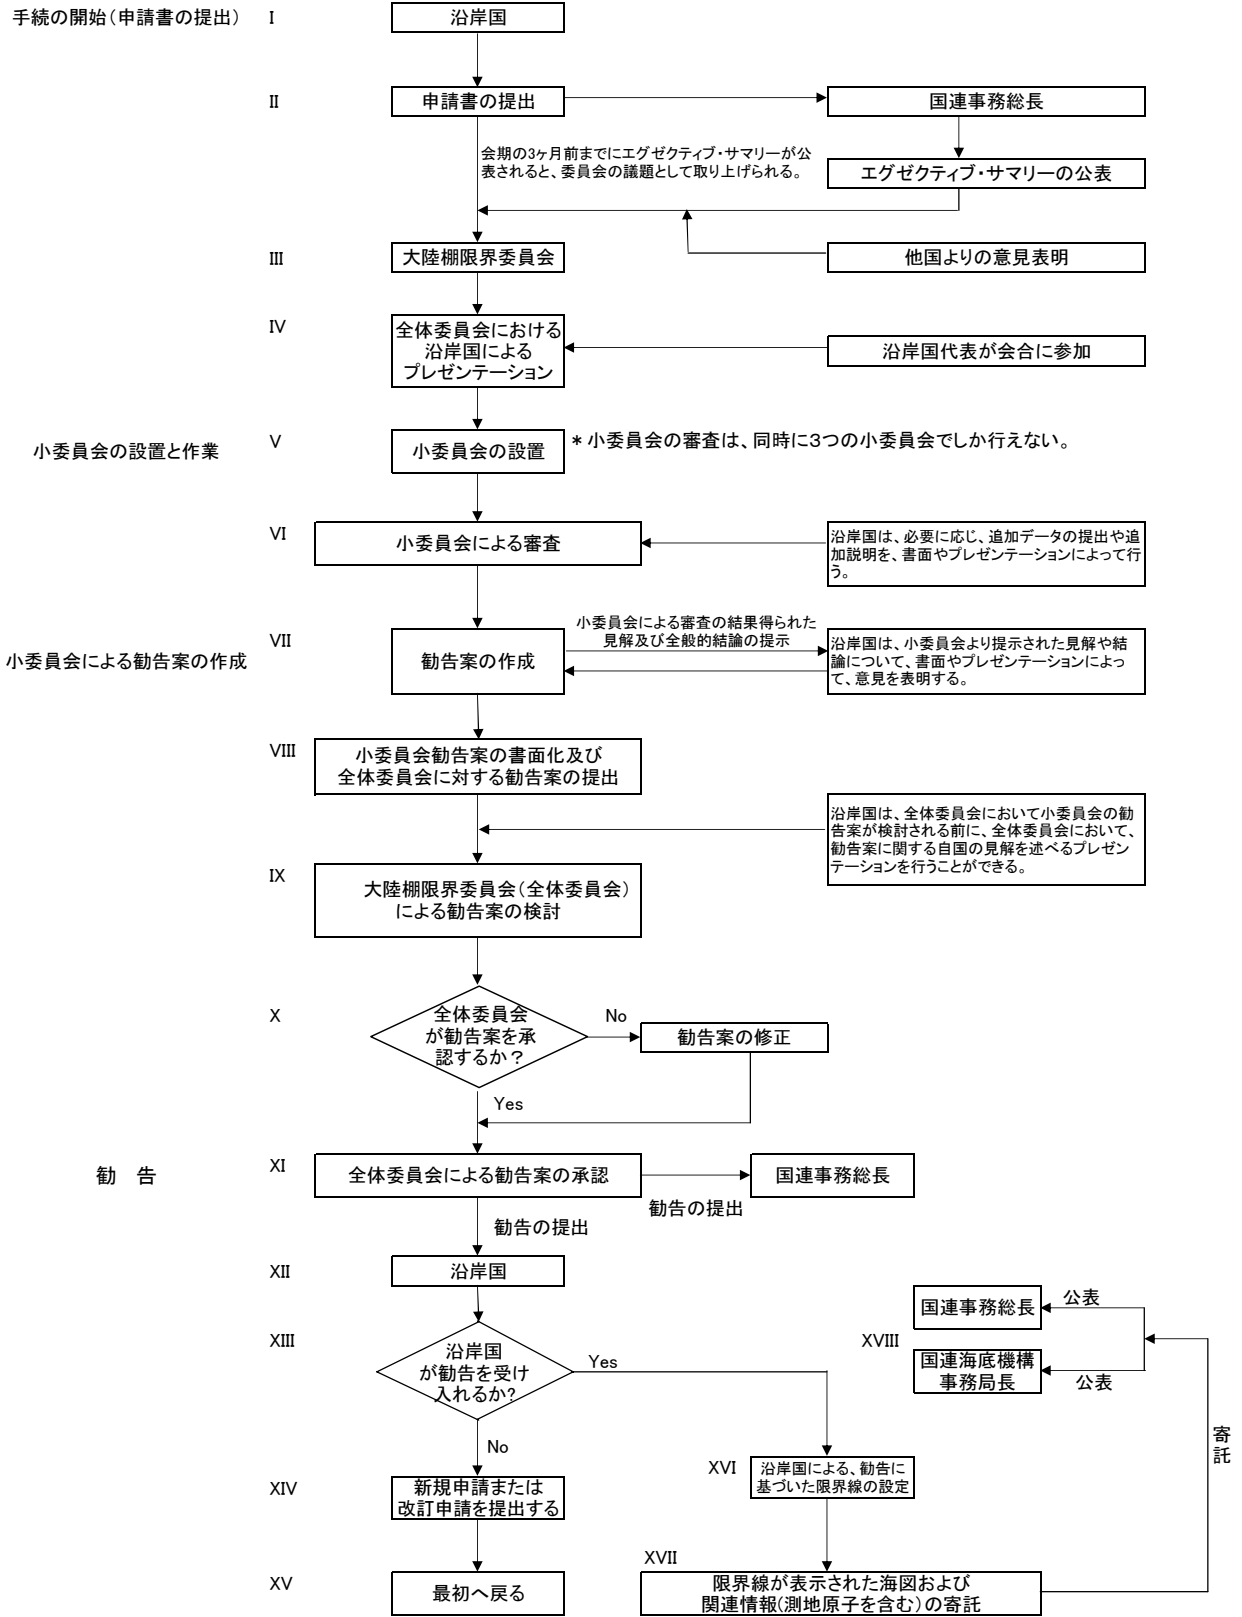 手続の開始（申請書の提出）
I
沿岸国
II
申請書の提出
国連事務総長
会期の3ヶ月前までにエグゼクティブ・サマリーが公
表されると、委員会の議題として取り上げられる。
エグゼクティブ・サマリーの公表
III
大陸棚限界委員会
他国よりの意見表明
IV
全体委員会における
沿岸国による
プレゼンテーション
沿岸国代表が会合に参加
小委員会の設置と作業
V
小委員会の設置
＊小委員会の審査は、同時に３つの小委員会でしか行えない。
VI
小委員会による審査
沿岸国は、必要に応じ、追加データの提出や追
加説明を、書面やプレゼンテーションによって行
う。
小委員会による勧告案の作成
VII
勧告案の作成
小委員会による審査の結果得られた
見解及び全般的結論の提示
沿岸国は、小委員会より提示された見解や結
論について、書面やプレゼンテーションによっ
て、意見を表明する。
VIII
小委員会勧告案の書面化及び
全体委員会に対する勧告案の提出
沿岸国は、全体委員会において小委員会の勧
告案が検討される前に、全体委員会において、
勧告案に関する自国の見解を述べるプレゼン
テーションを行うことができる。
IX
大陸棚限界委員会（全体委員会）
による勧告案の検討
X
全体委員会
が勧告案を承
認するか？
No
勧告案の修正
Yes
勧　告
XI
全体委員会による勧告案の承認
国連事務総長
勧告の提出
勧告の提出
XII
沿岸国
XIII
沿岸国
が勧告を受け
入れるか?
Yes
No
XVIII
国連事務総長
公表
国連海底機構
事務局長
公表
寄託
XIV
新規申請または
改訂申請を提出する
XVI
沿岸国による、勧告に
基づいた限界線の設定
XV
最初へ戻る
XVII
限界線が表示された海図および
関連情報(測地原子を含む)の寄託